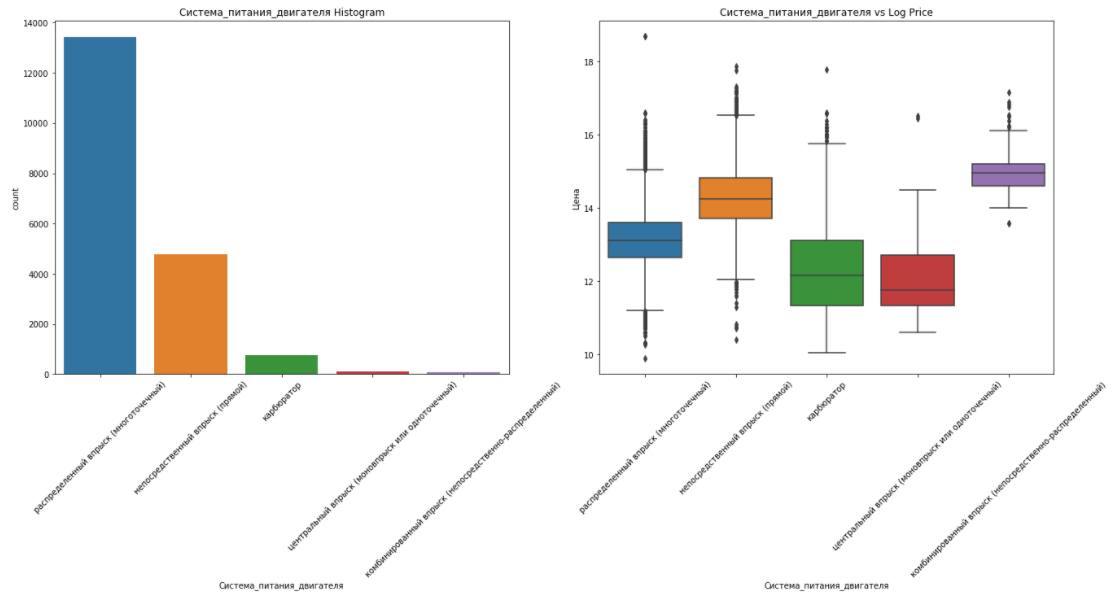 Система_питания_двигателя Histogram
14000
12000
10000
8000
6000
4000
2000
0
count
распределенный впрыск (многоточечный)
непосредственный впрыск (прямой)
карбюратор
центральный впрыск (моновпрыск или одноточечный)
комбинированный впрыск (непосредственно-распределенный)
Система_питания_двигателя
Система_питания_двигателя vs Log Price
18
16
14
12
10
Цена
распределенный впрыск (многоточечный)
непосредственный впрыск (прямой)
карбюратор
центральный впрыск (моновпрыск или одноточечный)
комбинированный впрыск (непосредственно-распределенный)
Система_питания_двигателя